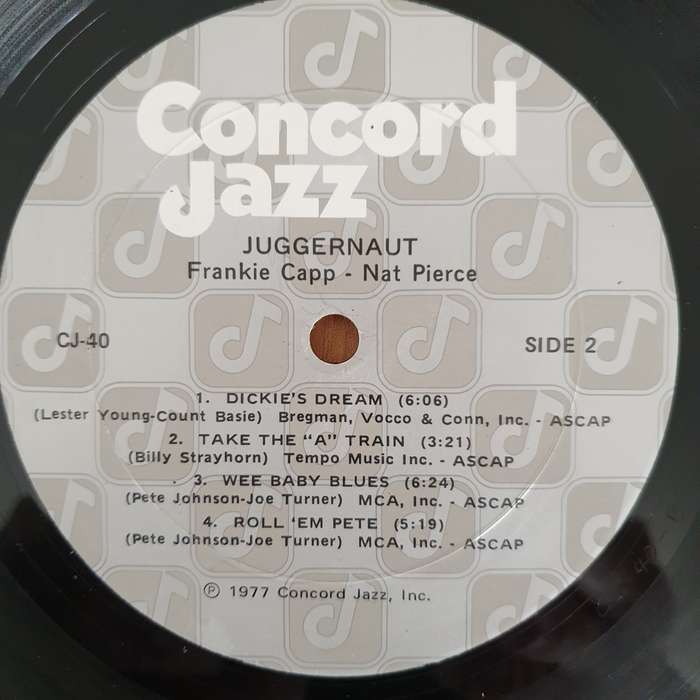 Concord
Jazz
JUGGERNAUT
Frankie Capp - Nat Pierce
CJ-40
SIDE 2
1. DICKIE'S DREAM (6:06)
(Lester Young-Count Basie) Bregman, Vocco & Conn, Inc. - ASCAP
2. TAKE THE "A" TRAIN (3:21)
(Billy Strayhorn) Tempo Music Inc. - ASCAP
3. WEE BABY BLUES (6:24)
(Pete Johnson-Joe Turner) MCA, Inc. - ASCAP
4. ROLL 'EM PETE (5:19)
(Pete Johnson-Joe Turner) MCA, Inc. - ASCAP
℗ 1977 Concord Jazz, Inc.